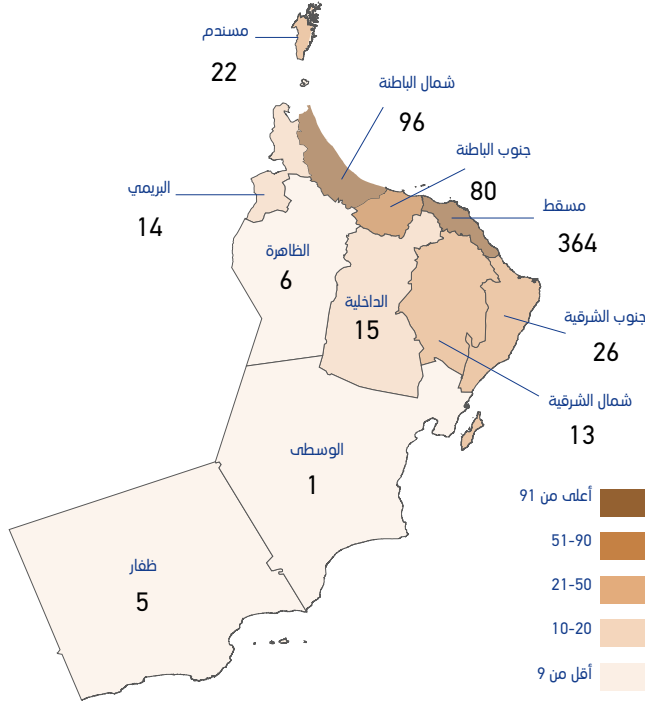 مسندم
22
شمال الباطنة
96
جنوب الباطنة
80
مسقط
364
البريمي
14
الظاهرة
6
الداخلية
15
جنوب الشرقية
26
شمال الشرقية
13
الوسطى
1
ظفار
5
أعلى من 91
51-90
21-50
10-20
أقل من 9